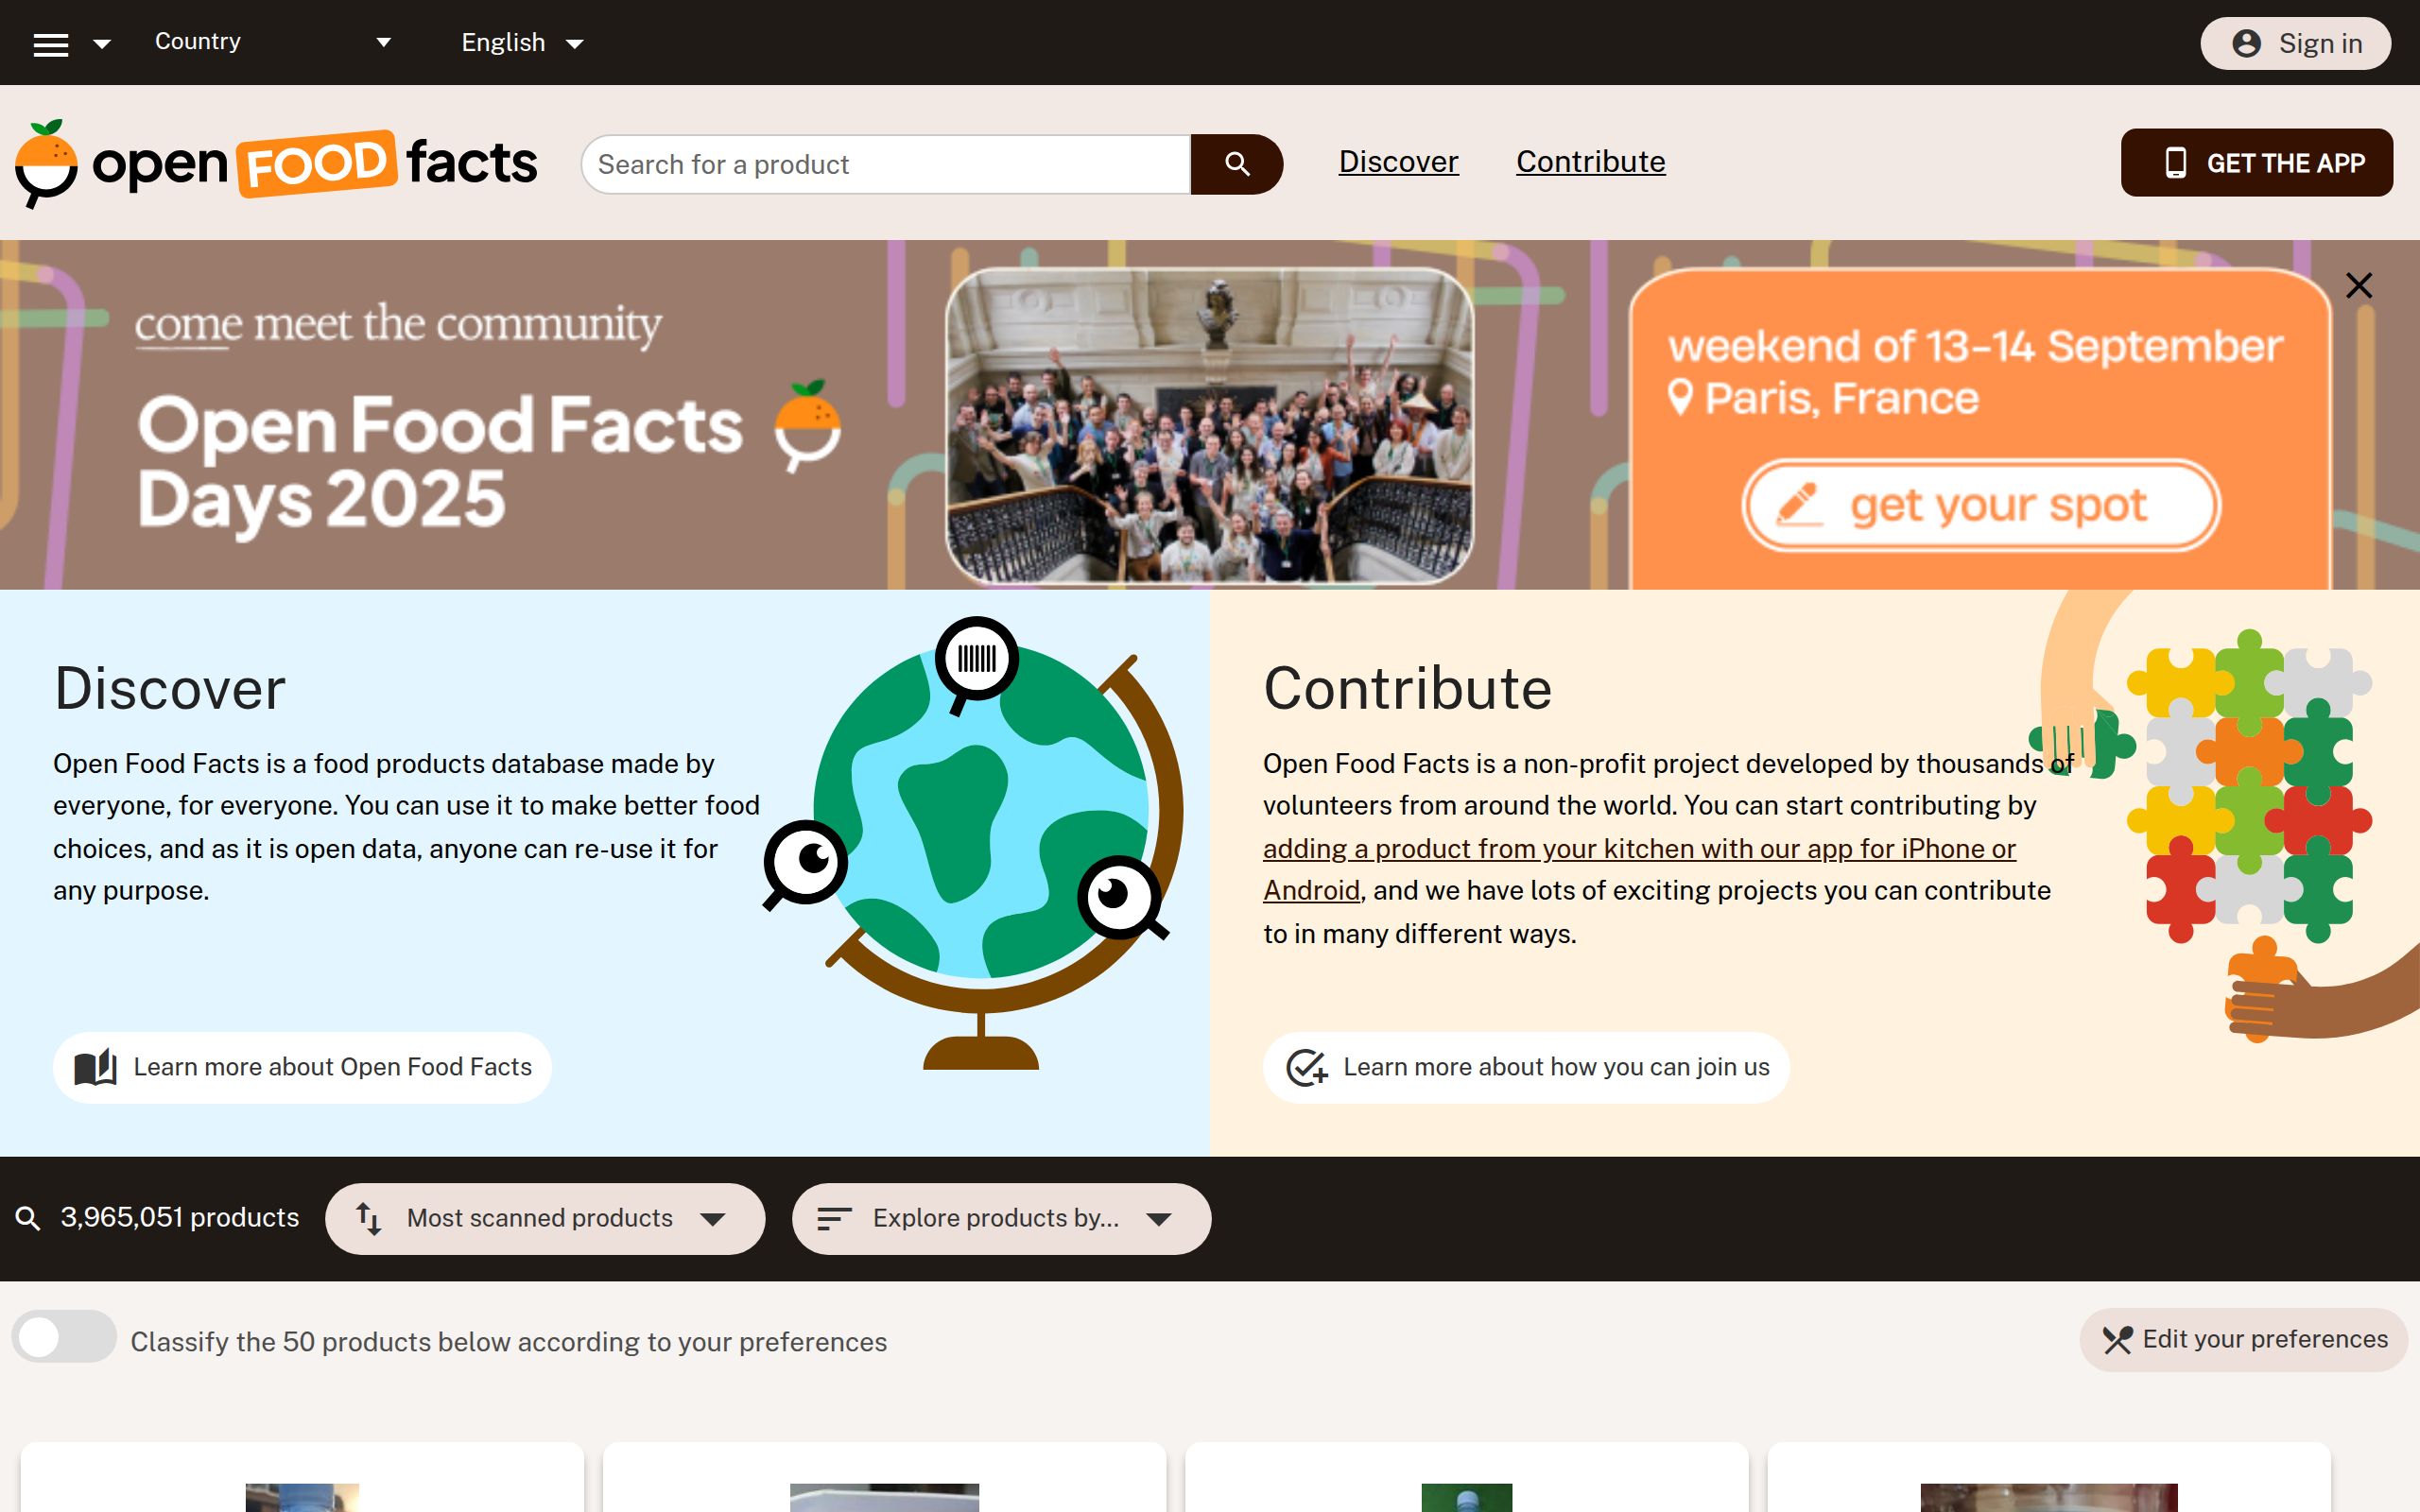 Country
English
Sign in
open FOOD facts
Search for a product
Discover
Contribute
GET THE APP
come meet the community
Open Food Facts
Days 2025
weekend of 13-14 September
Paris, France
get your spot
Discover
Open Food Facts is a food products database made by
everyone, for everyone. You can use it to make better food
choices, and as it is open data, anyone can re-use it for
any purpose.
Learn more about Open Food Facts
Contribute
Open Food Facts is a non-profit project developed by thousands of
volunteers from around the world. You can start contributing by
adding a product from your kitchen with our app for iPhone or
Android, and we have lots of exciting projects you can contribute
to in many different ways.
Learn more about how you can join us
3,965,051 products
Most scanned products
Explore products by...
Classify the 50 products below according to your preferences
Edit your preferences